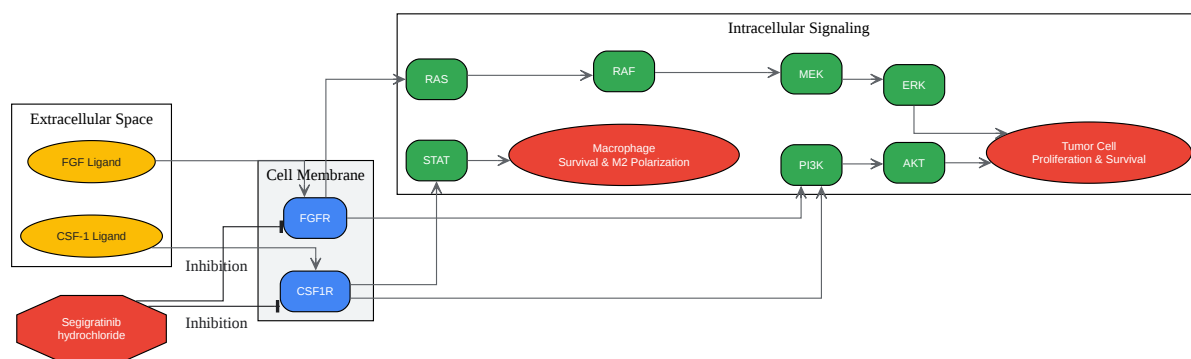 Intracellular Signaling
RAS
RAF
MEK
ERK
Extracellular Space
FGF Ligand
CSF-1 Ligand
Cell Membrane
FGFR
CSF1R
STAT
Macrophage
Survival & M2 Polarization
PI3K
AKT
Tumor Cell
Proliferation & Survival
Inhibition
Inhibition
Segigratinib
hydrochloride